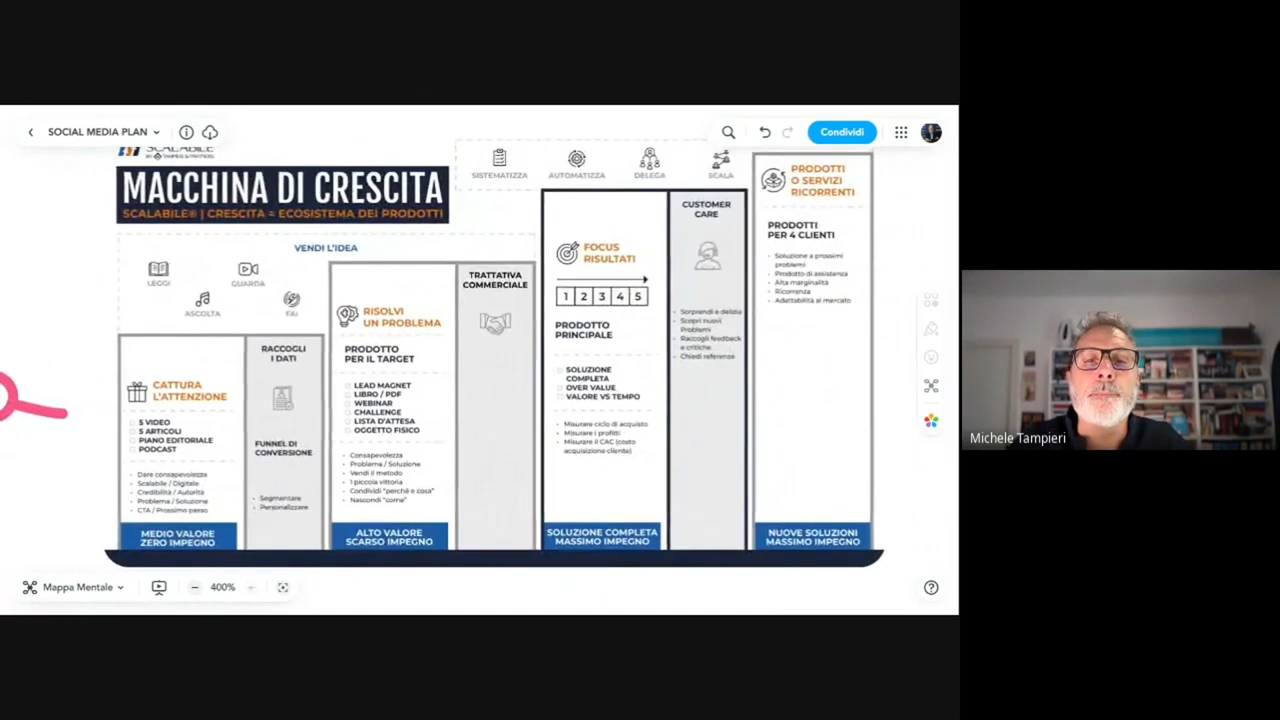 SOCIAL MEDIA PLAN
Condividi
SCALABILE
BY TAMPIERI & PARTNERS
MACCHINA DI CRESCITA
SCALABILE® | CRESCITA = ECOSISTEMA DEI PRODOTTI
SISTEMATIZZA
AUTOMATIZZA
DELEGA
SCALA
VENDI L'IDEA
LEGGI
GUARDA
ASCOLTA
FAI
CATTURA
L'ATTENZIONE
5 VIDEO
5 ARTICOLI
PIANO EDITORIALE
PODCAST
Dare consapevolezza
Scalabile / Digitale
Credibilità / Autorità
Problema / Soluzione
CTA / Prossimo passo
MEDIO VALORE
ZERO IMPEGNO
RACCOGLI
I DATI
FUNNEL DI
CONVERSIONE
Segmentare
Personalizzare
RISOLVI
UN PROBLEMA
PRODOTTO
PER IL TARGET
LEAD MAGNET
LIBRO / PDF
WEBINAR
CHALLENGE
LISTA D'ATTESA
OGGETTO FISICO
Consapevolezza
Problema / Soluzione
Vendi il metodo
1 piccola vittoria
Condividi "perchè e cosa"
Nascondi "come"
ALTO VALORE
SCARSO IMPEGNO
TRATTATIVA
COMMERCIALE
FOCUS
RISULTATI
1 2 3 4 5
PRODOTTO
PRINCIPALE
SOLUZIONE
COMPLETA
OVER VALUE
VALORE VS TEMPO
Misurare ciclo di acquisto
Misurare i profitti
Misurare il CAC (costo
acquisizione cliente)
SOLUZIONE COMPLETA
MASSIMO IMPEGNO
CUSTOMER
CARE
Sorprendi e delizia
Scopri nuovi
Problemi
Raccogli feedback
e critiche
Chiedi referenze
PRODOTTI
O SERVIZI
RICORRENTI
PRODOTTI
PER 4 CLIENTI
Soluzione a prossimi
problemi
Prodotto di assistenza
Alta marginalità
Ricorrenza
Adattabilità al mercato
NUOVE SOLUZIONI
MASSIMO IMPEGNO
Mappa Mentale
400%
Michele Tampieri